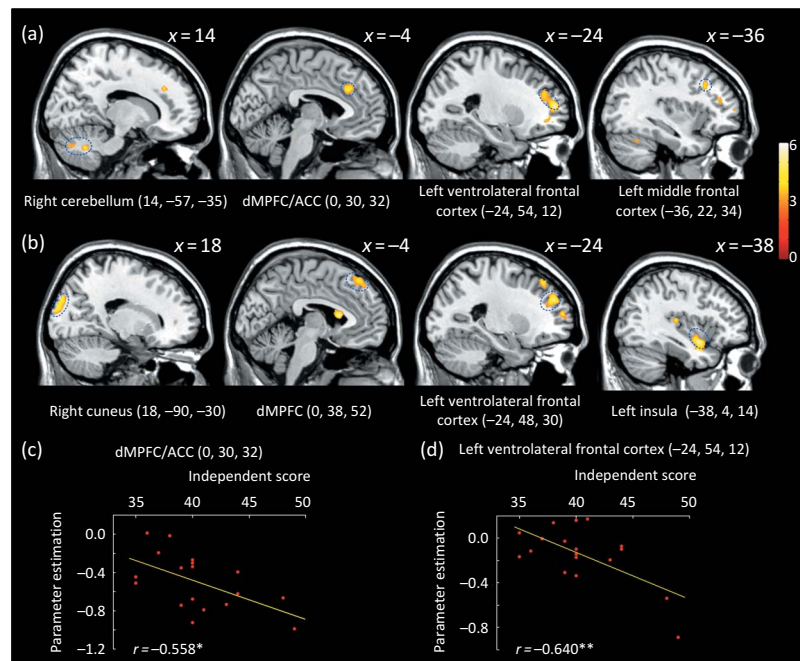 (a)
x = 14
x = −4
x = −24
x = −36
Right cerebellum (14, −57, −35)
dMPFC/ACC (0, 30, 32)
Left ventrolateral frontal
cortex (−24, 54, 12)
Left middle frontal
cortex (−36, 22, 34)
6
3
0
(b)
x = 18
x = −4
x = −24
x = −38
Right cuneus (18, −90, −30)
dMPFC (0, 38, 52)
Left ventrolateral frontal
cortex (−24, 48, 30)
Left insula (−38, 4, 14)
(c)
dMPFC/ACC (0, 30, 32)
Independent score
35 40 45 50
Parameter estimation
0.0
−0.4
−0.8
−1.2
r = −0.558*
(d)
Left ventrolateral frontal cortex (−24, 54, 12)
Independent score
35 40 45 50
Parameter estimation
0.0
−0.4
−0.8
r = −0.640**